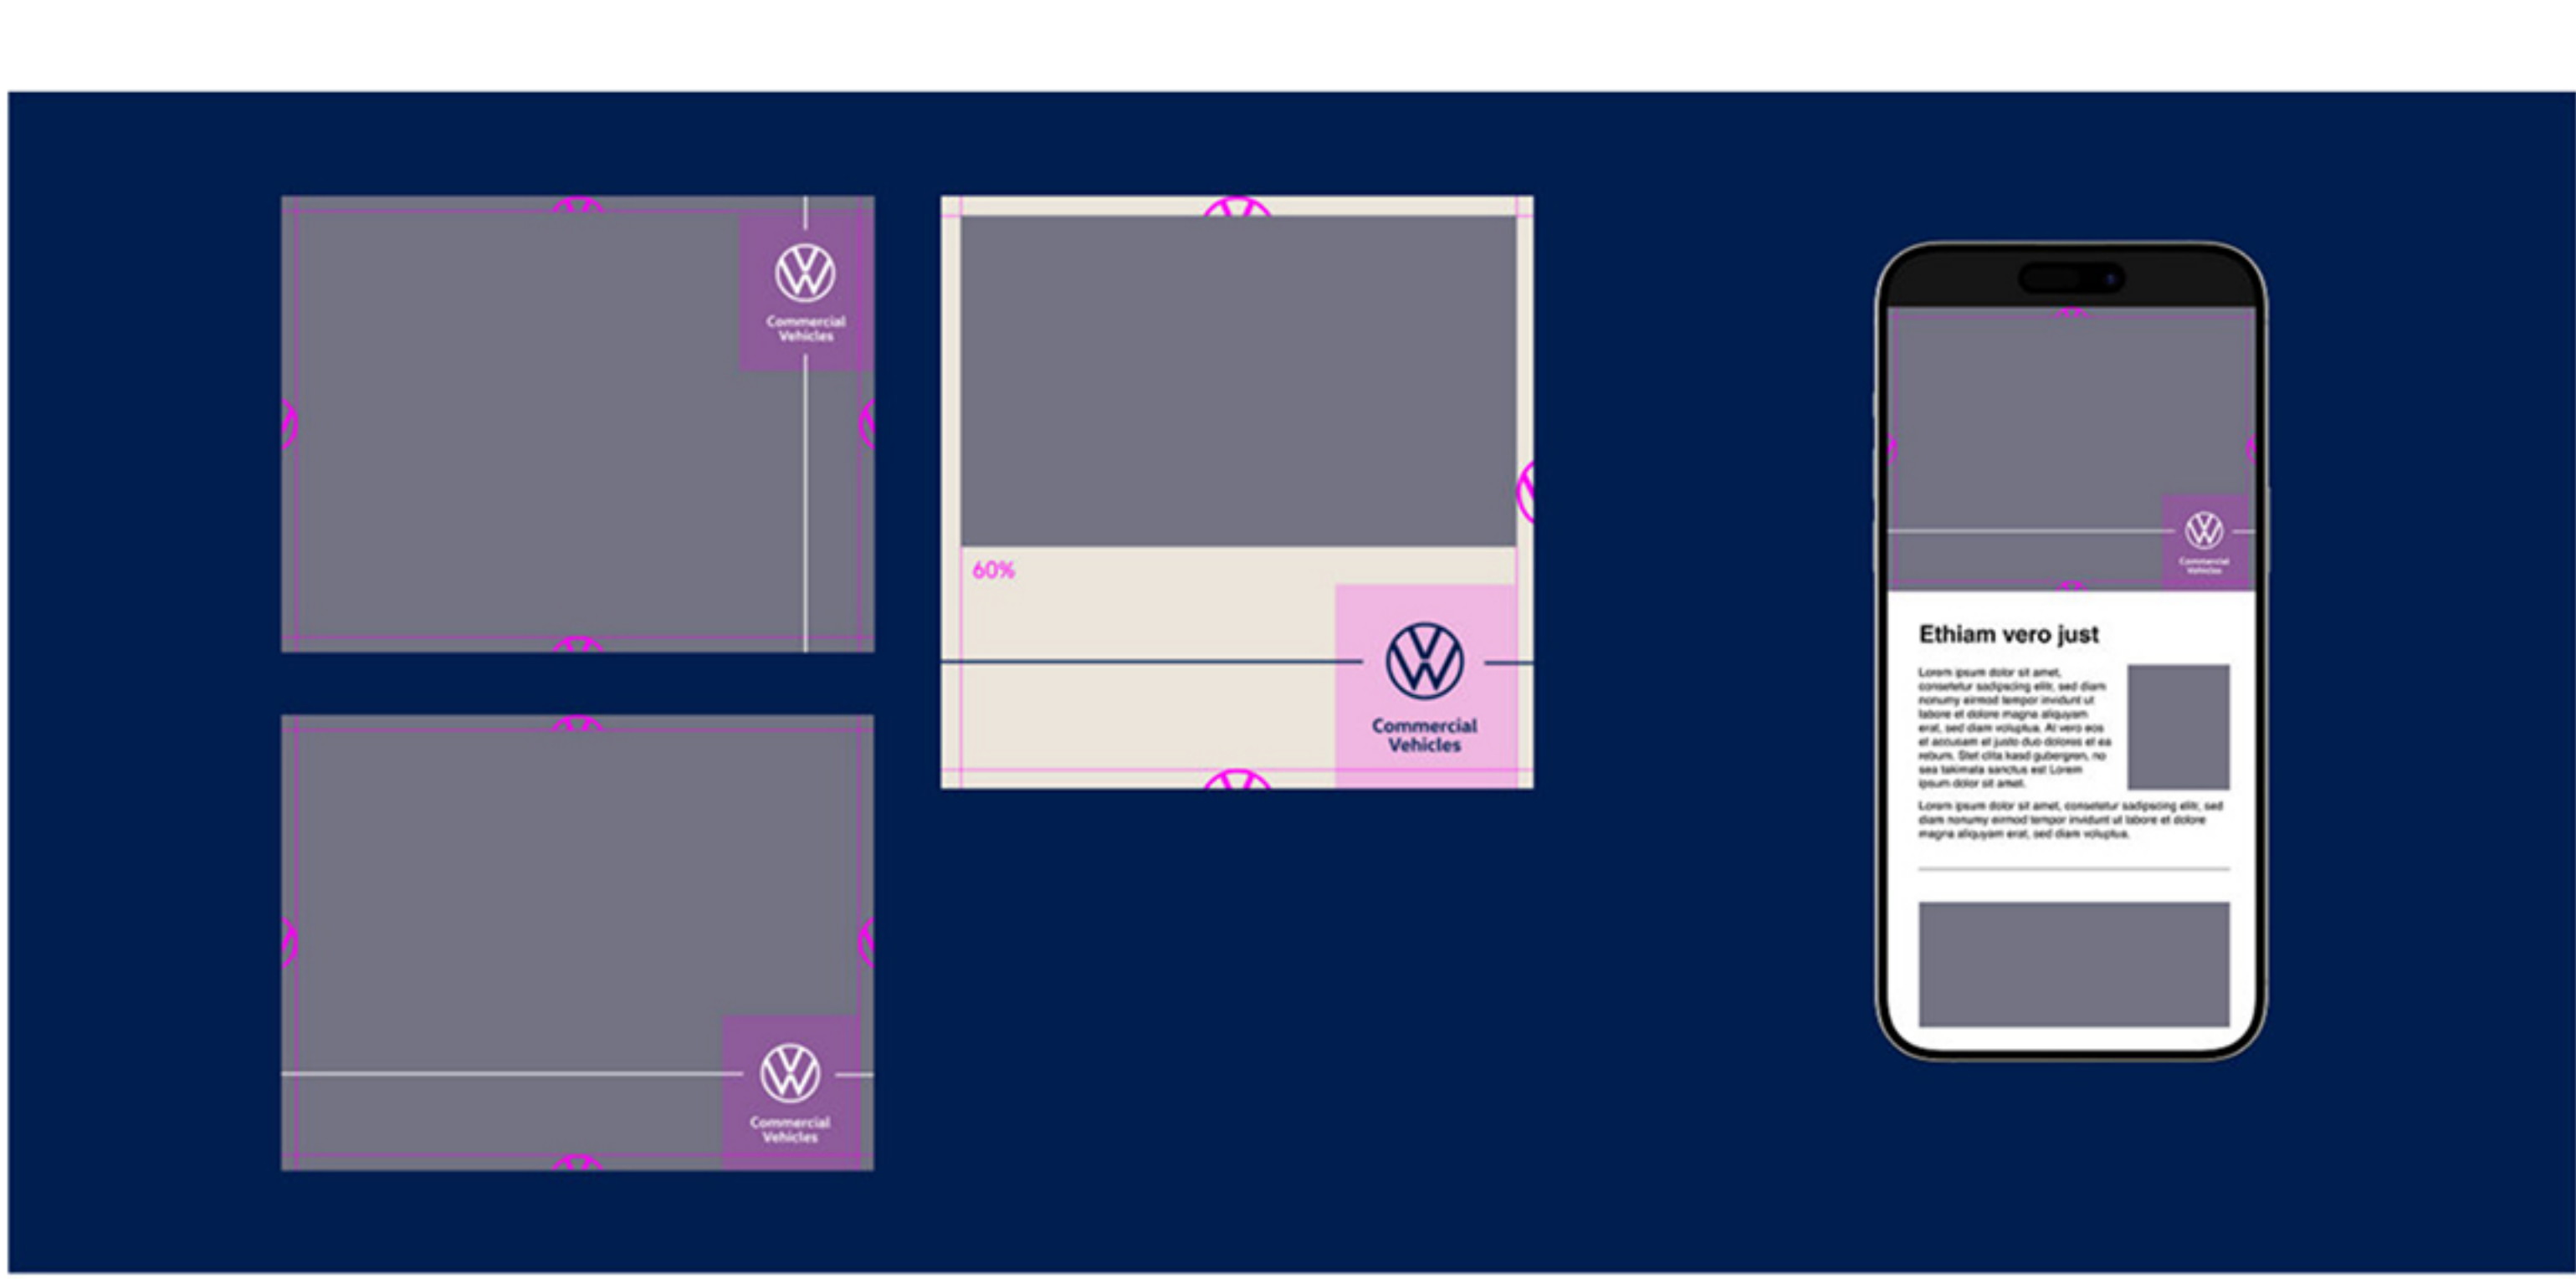 Commercial
Vehicles
60%
Commercial
Vehicles
Commercial
Vehicles
Commercial
Vehicles
Ethiam vero just
Lorem ipsum dolor sit amet,
consetetur sadipscing elitr, sed diam
nonumy eirmod tempor invidunt ut
labore et dolore magna aliquyam
erat, sed diam voluptua. At vero eos
et accusam et justo duo dolores et ea
rebum. Stet clita kasd gubergren, no
sea takimata sanctus est Lorem
ipsum dolor sit amet.
Lorem ipsum dolor sit amet, consetetur sadipscing elitr, sed
diam nonumy eirmod tempor invidunt ut labore et dolore
magna aliquyam erat, sed diam voluptua.